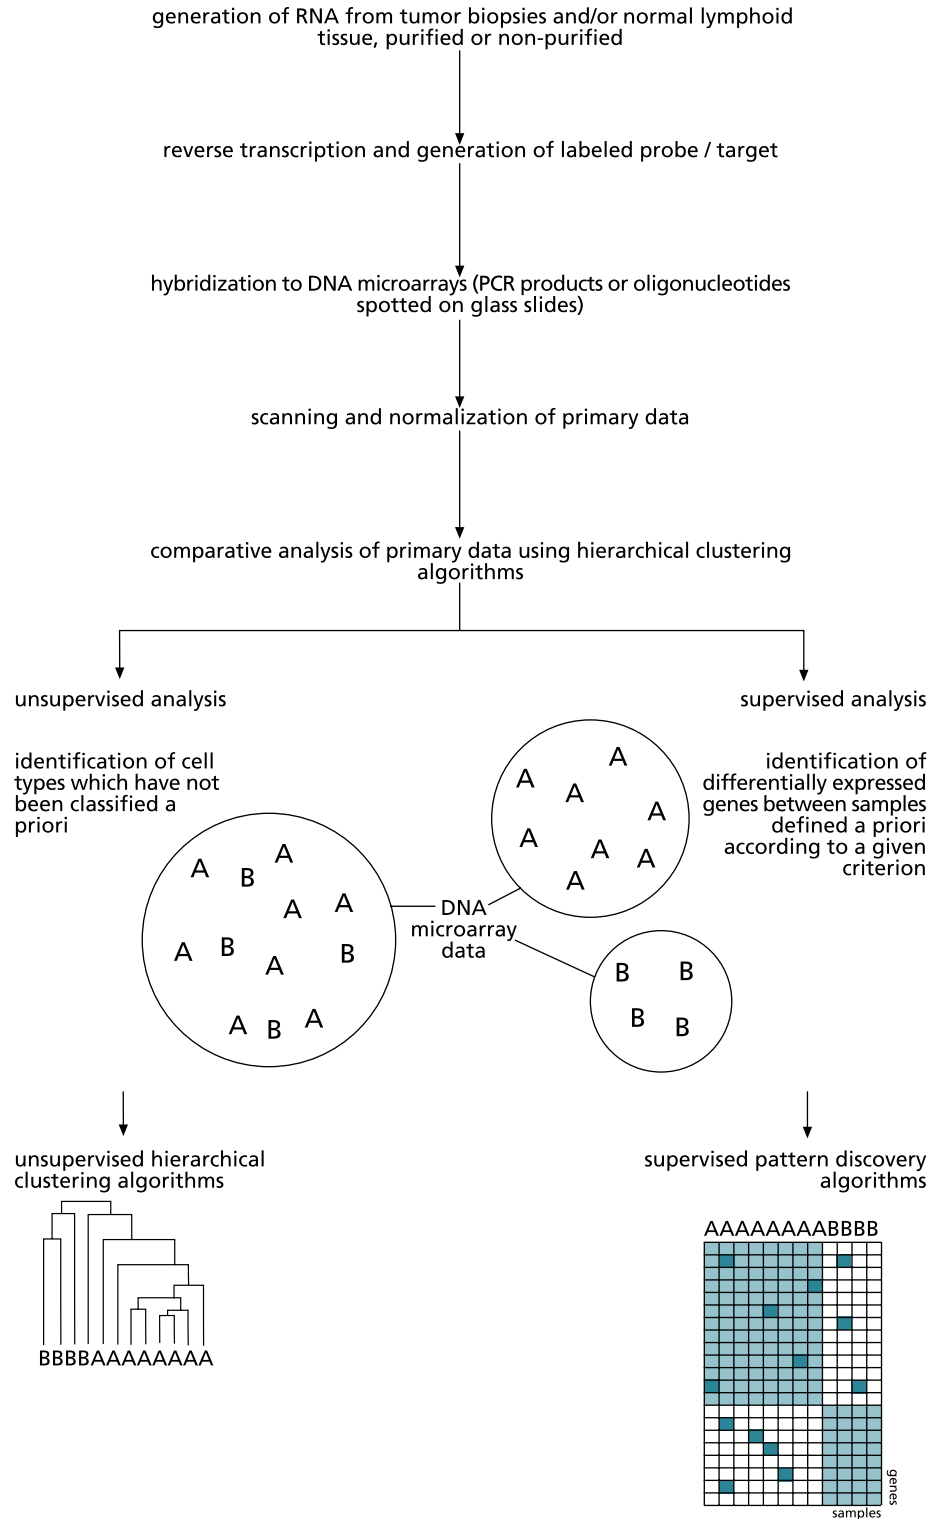 generation of RNA from tumor biopsies and/or normal lymphoid
tissue, purified or non-purified
reverse transcription and generation of labeled probe / target
hybridization to DNA microarrays (PCR products or oligonucleotides
spotted on glass slides)
scanning and normalization of primary data
comparative analysis of primary data using hierarchical clustering
algorithms
unsupervised analysis
identification of cell
types which have not
been classified a
priori
supervised analysis
identification of
differentially expressed
genes between samples
defined a priori
according to a given
criterion
A
A
B
A
A
A
B
A
B
A
B
A
DNA
microarray
data
A
A
A
A
A
A
A
A
B
B
B
B
unsupervised hierarchical
clustering algorithms
BBBBAAAAAAAA
supervised pattern discovery
algorithms
AAAAAAAABBBB
genes
samples